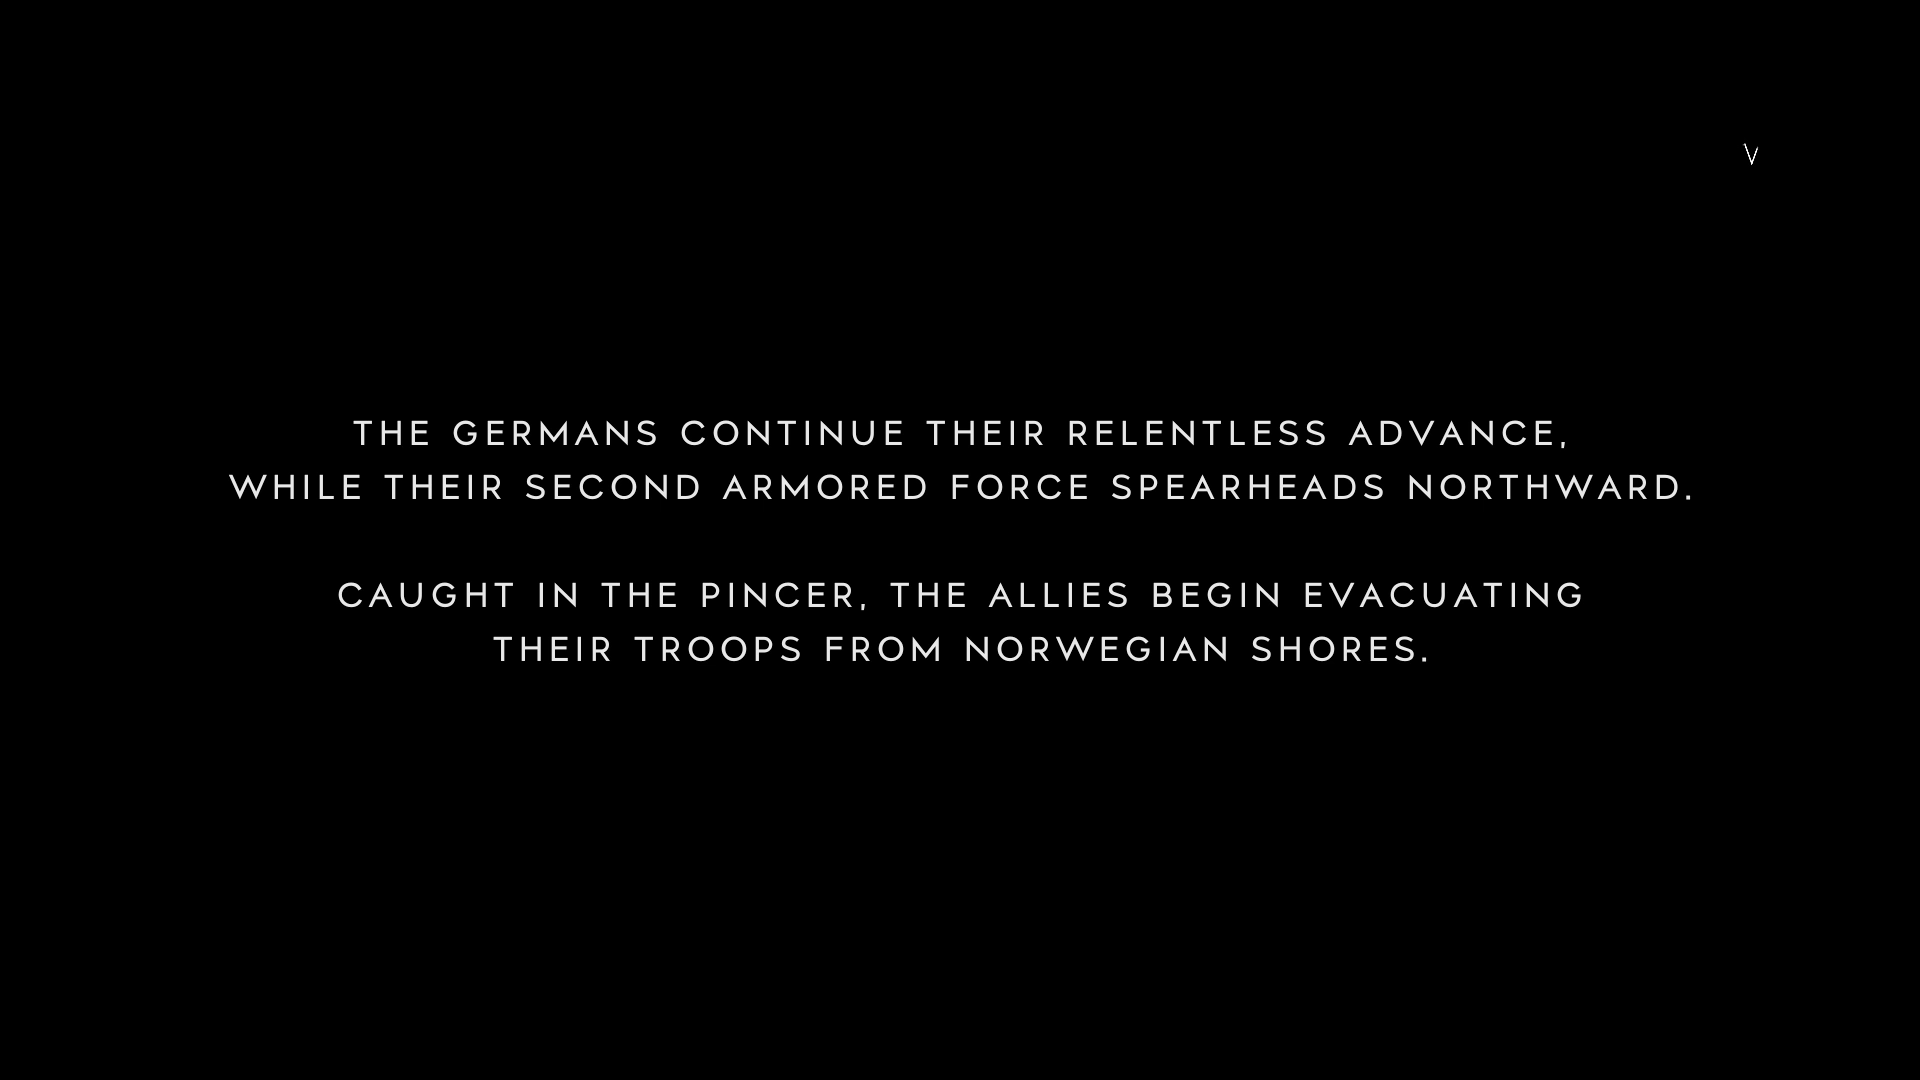 V
THE GERMANS CONTINUE THEIR RELENTLESS ADVANCE,
WHILE THEIR SECOND ARMORED FORCE SPEARHEADS NORTHWARD.
CAUGHT IN THE PINCER, THE ALLIES BEGIN EVACUATING
THEIR TROOPS FROM NORWEGIAN SHORES.